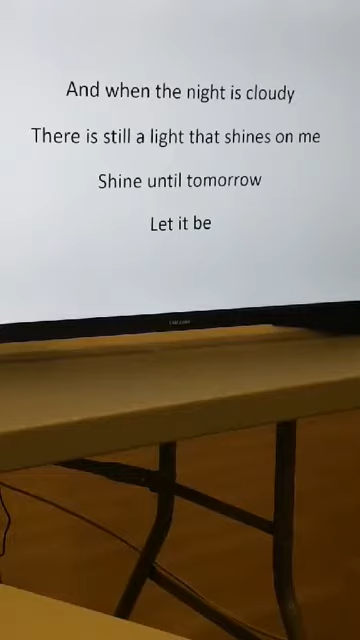 And when the night is cloudy
There is still a light that shines on me
Shine until tomorrow
Let it be